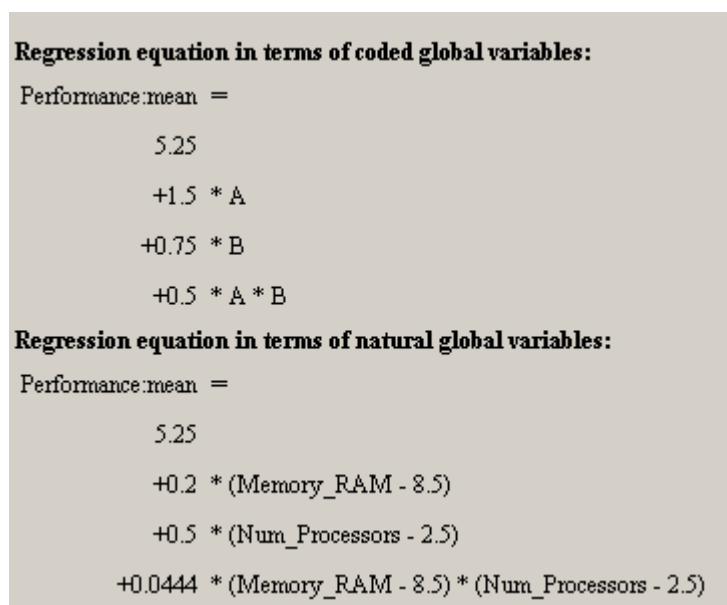 Regression equation in terms of coded global variables:
Performance:mean =
5.25
+1.5 * A
+0.75 * B
+0.5 * A * B
Regression equation in terms of natural global variables:
Performance:mean =
5.25
+0.2 * (Memory_RAM - 8.5)
+0.5 * (Num_Processors - 2.5)
+0.0444 * (Memory_RAM - 8.5) * (Num_Processors - 2.5)